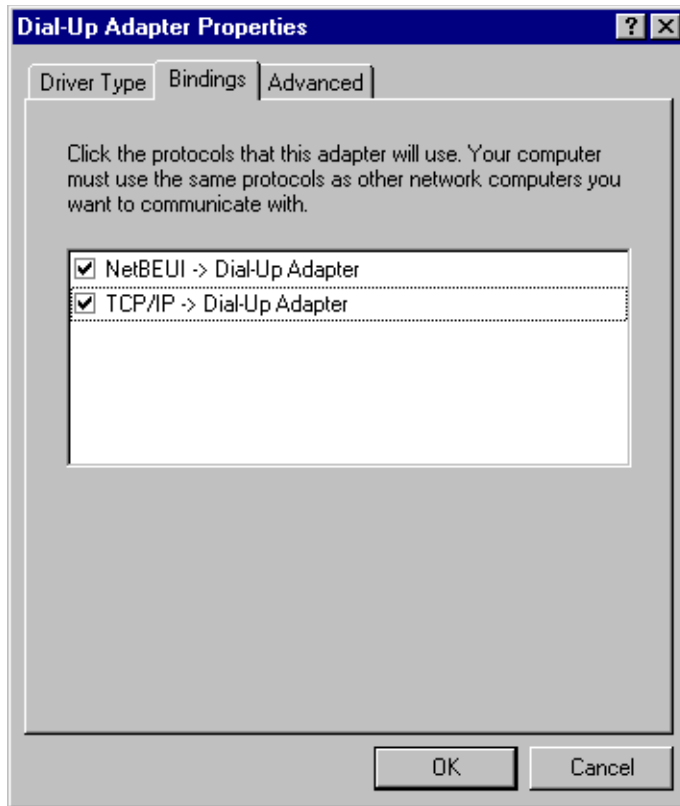 Dial-Up Adapter Properties
Driver Type Bindings Advanced
Click the protocols that this adapter will use. Your computer
must use the same protocols as other network computers you
want to communicate with.
NetBEUI -> Dial-Up Adapter
TCP/IP -> Dial-Up Adapter
OK Cancel